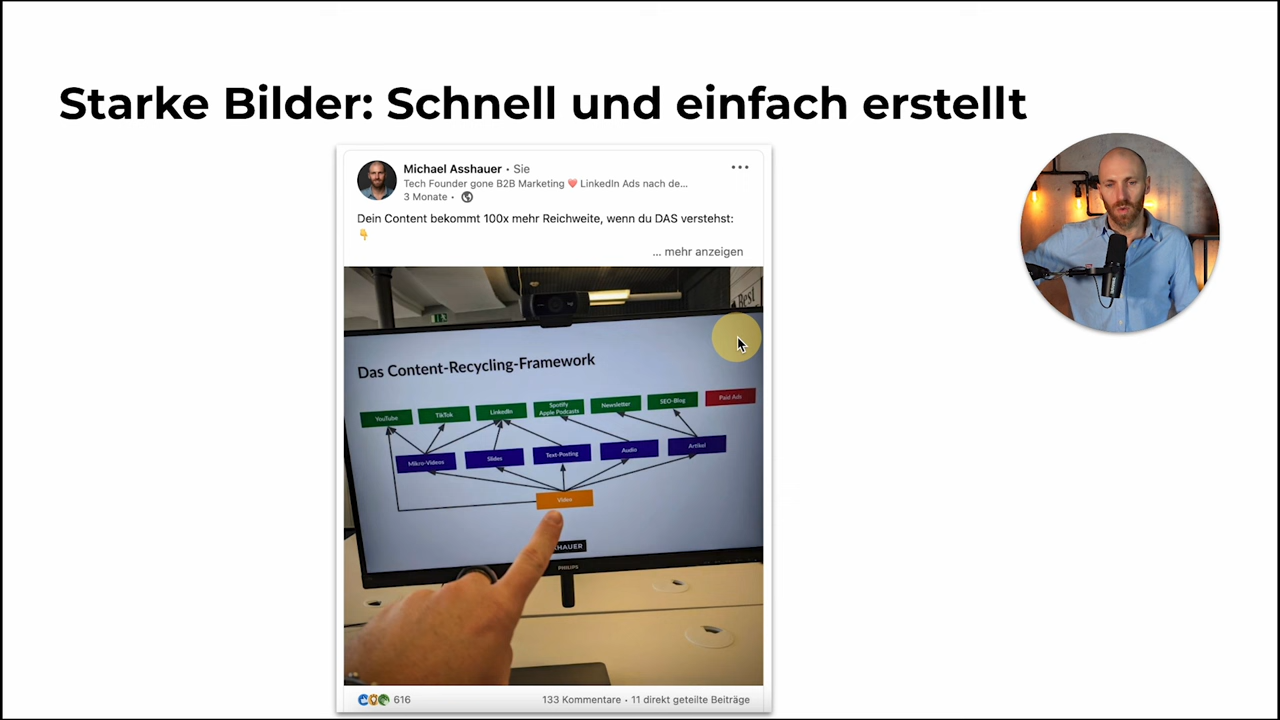 Starke Bilder: Schnell und einfach erstellt
Michael Asshauer • Sie
Tech Founder gone B2B Marketing ❤️ LinkedIn Ads nach de...
3 Monate •
Dein Content bekommt 100x mehr Reichweite, wenn du DAS verstehst:
👇
... mehr anzeigen
Das Content-Recycling-Framework
YouTube
TikTok
LinkedIn
Spotify
Apple Podcasts
Newsletter
SEO-Blog
Paid Ads
Mikro-Videos
Slides
Text-Posting
Audio
Artikel
Video
HAUER
PHILIPS
616
133 Kommentare • 11 direkt geteilte Beiträge